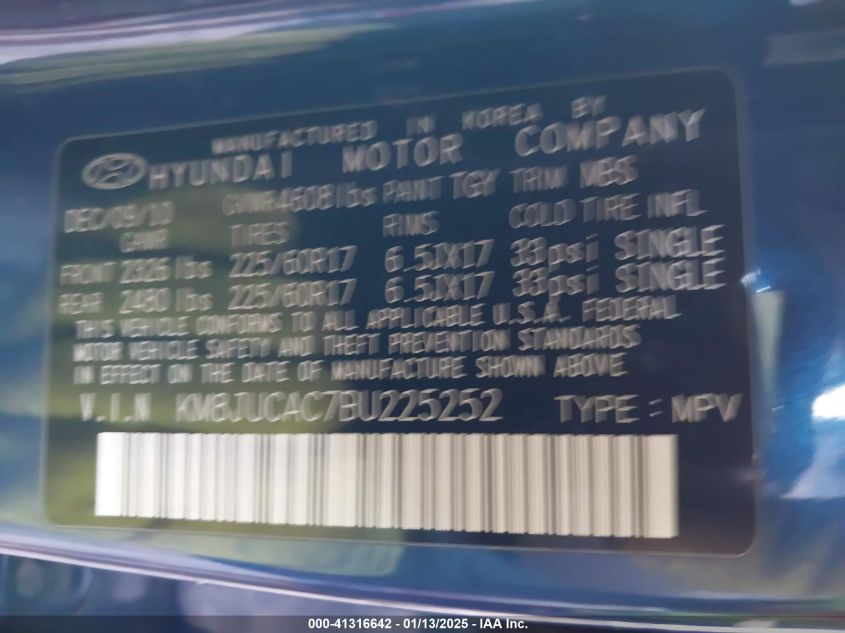 MANUFACTURED IN KOREA BY
HYUNDAI MOTOR COMPANY
DEC/09/10 GVWR 4608 lbs PAINT TGY TRIM MBS
GAWR TIRES RIMS COLD TIRE INFL
FRONT 2326 lbs 225/60R17 6.5JX17 33psi SINGLE
REAR 2480 lbs 225/60R17 6.5JX17 33psi SINGLE
THIS VEHICLE CONFORMS TO ALL APPLICABLE U.S.A. FEDERAL
MOTOR VEHICLE SAFETY AND THEFT PREVENTION STANDARDS
IN EFFECT ON THE DATE OF MANUFACTURE SHOWN ABOVE
V.I.N KM8JUCAC7BU225252 TYPE : MPV
000-41316642 - 01/13/2025 - IAA Inc.